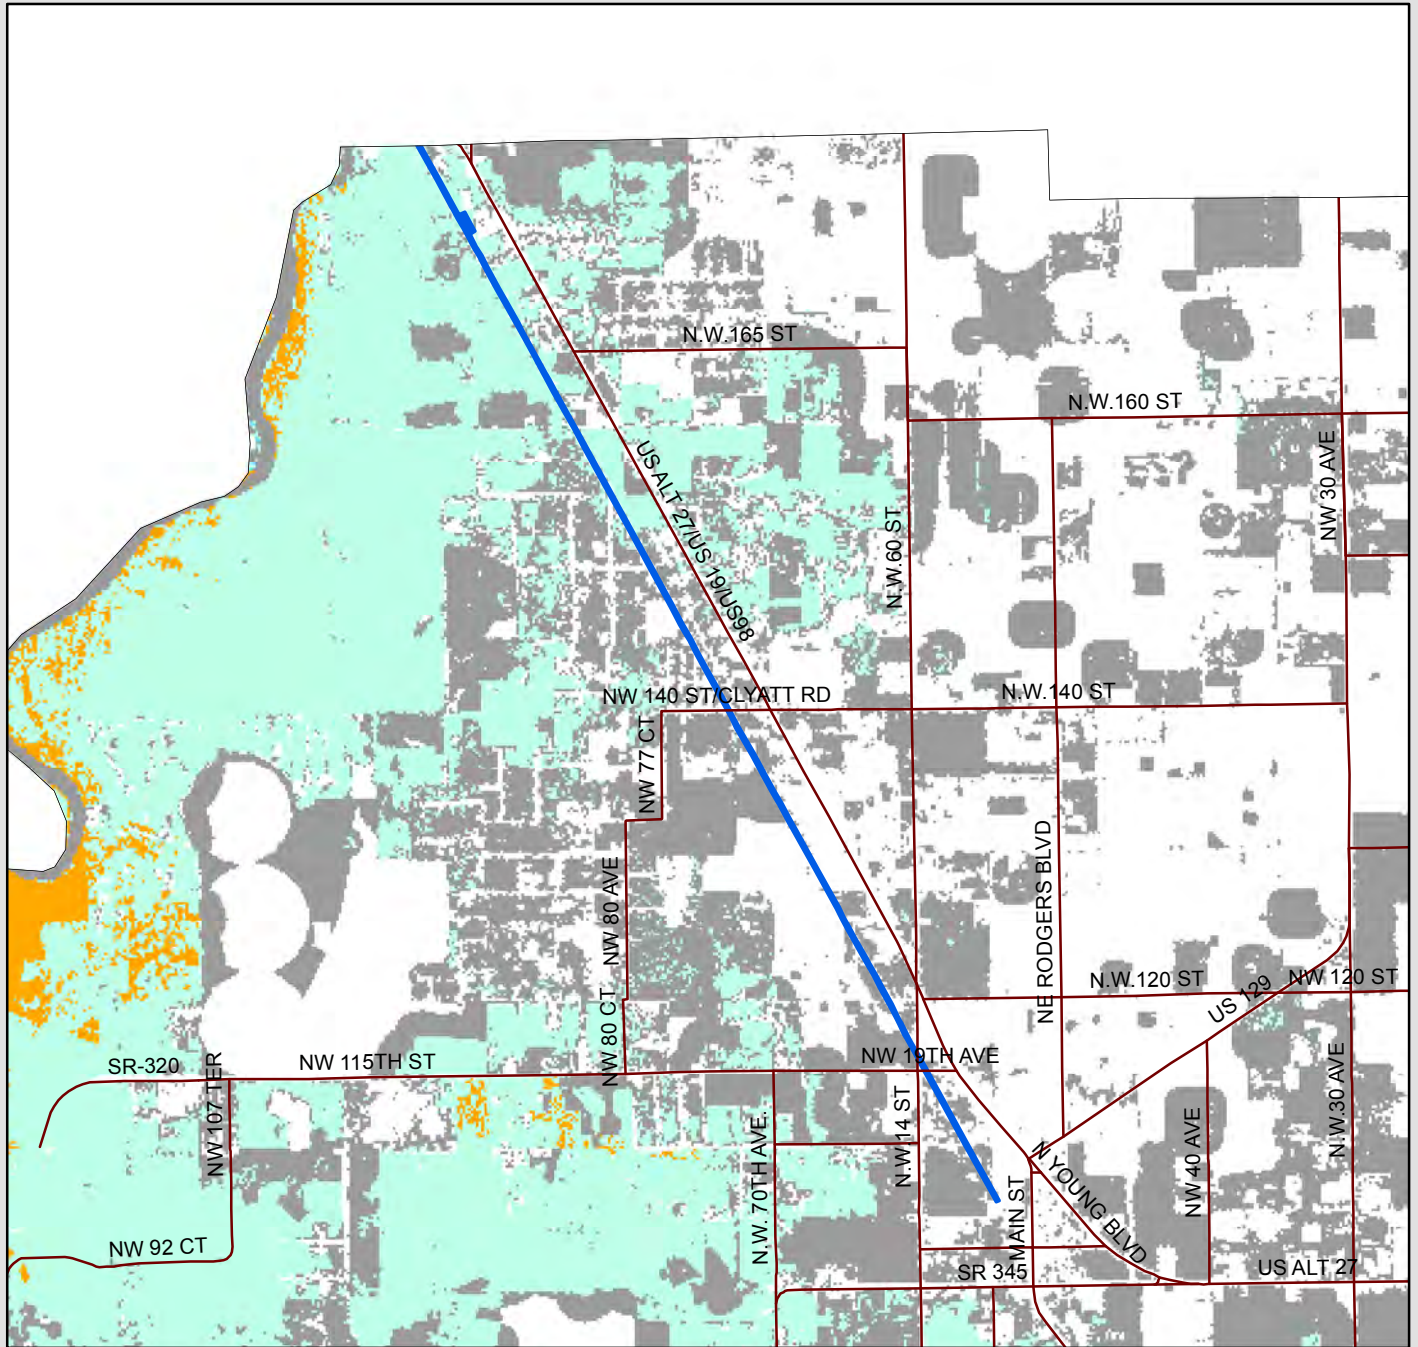 N.W.165 ST
N.W.160 ST
NW 30 AVE
US ALT 27/US 19/US98
N.W.60 ST
NW 140 ST/CLYATT RD
N.W.140 ST
NW 77 CT
NE RODGERS BLVD
NW 80 AVE
N.W.120 ST
NW 120 ST
US 129
NW 80 CT
NW 19TH AVE
SR-320
NW 115TH ST
NW 107 TER
N.W.14 ST
N.W. 70TH AVE.
N.W.30 AVE
NW 40 AVE
N YOUNG BLVD
MAIN ST
NW 92 CT
SR 345
US ALT 27